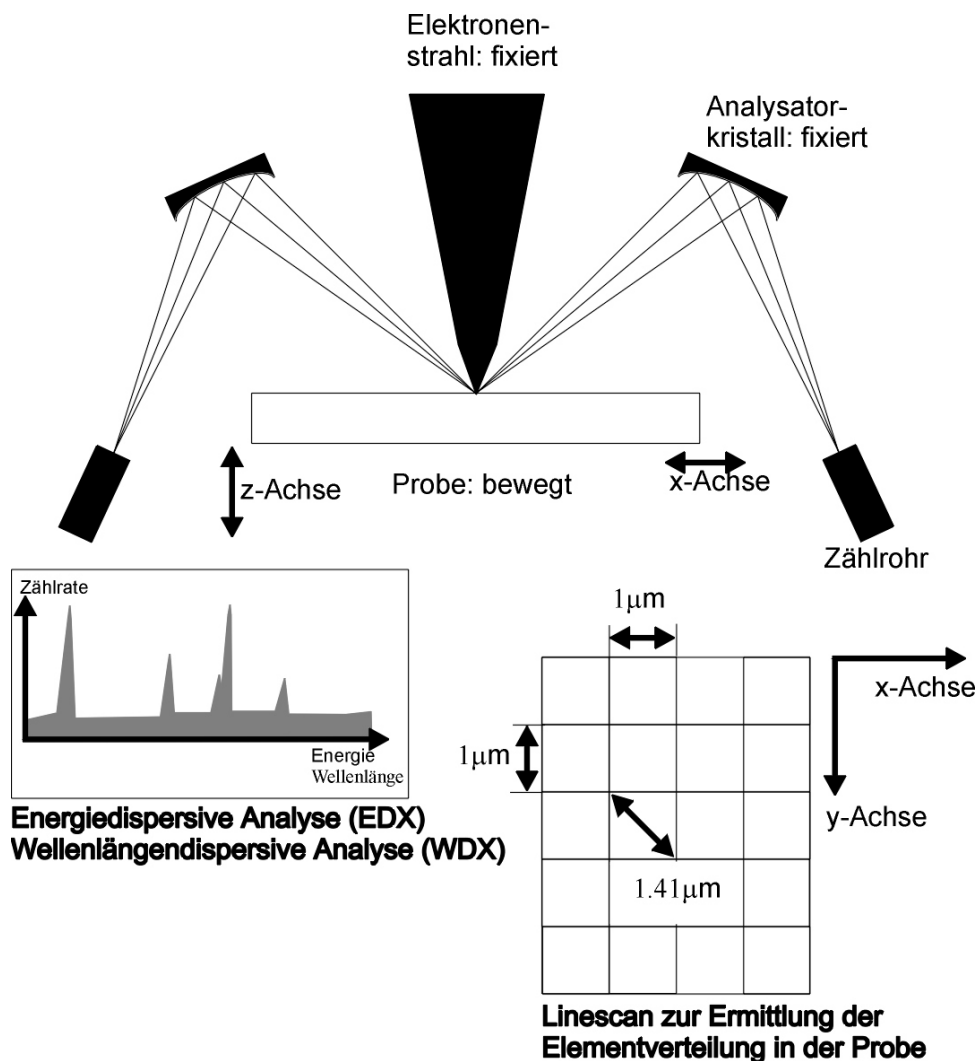 Elektronen-
strahl: fixiert
Analysator-
kristall: fixiert
z-Achse
Probe: bewegt
x-Achse
Zählrohr
Zählrate
Energie
Wellenlänge
Energiedispersive Analyse (EDX)
Wellenlängendispersive Analyse (WDX)
1μm
x-Achse
1μm
y-Achse
1.41μm
Linescan zur Ermittlung der
Elementverteilung in der Probe